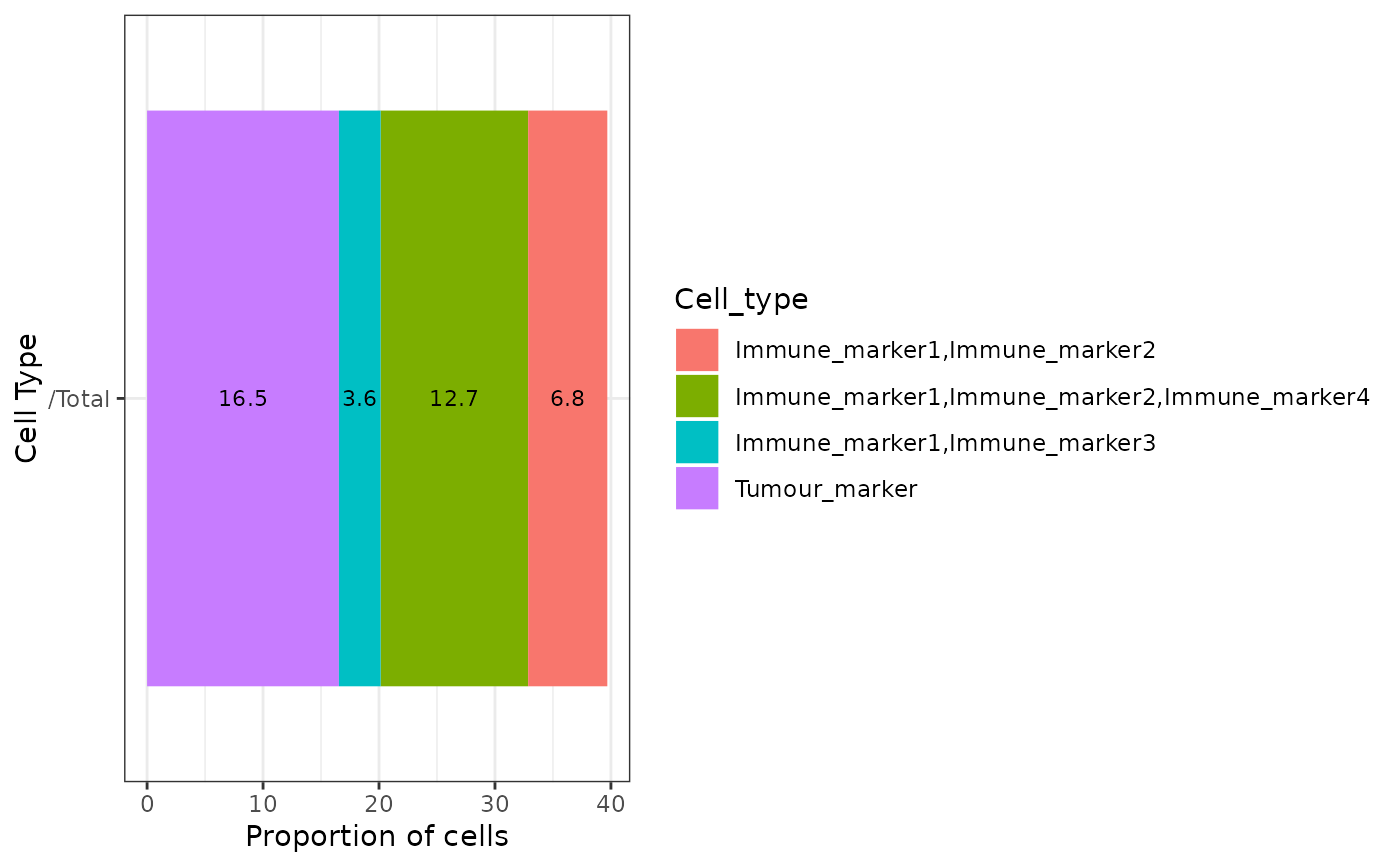 Cell Type
/Total
16.5 3.6 12.7 6.8
0 10 20 30 40
Proportion of cells
Cell_type
Immune_marker1,Immune_marker2
Immune_marker1,Immune_marker2,Immune_marker4
Immune_marker1,Immune_marker3
Tumour_marker